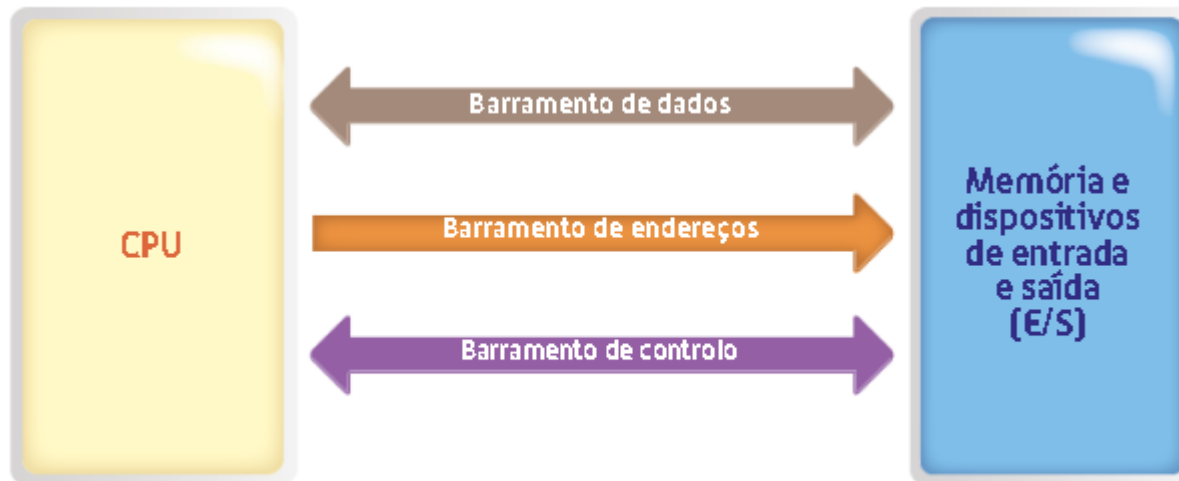 CPU
Barramento de dados
Barramento de endereços
Barramento de controlo
Memória e
dispositivos
de entrada
e saída
(E/S)